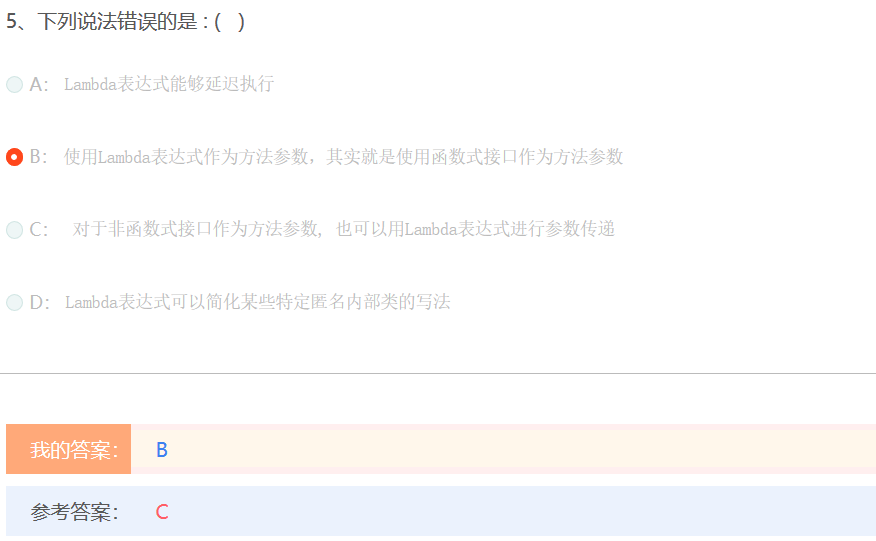 5、下列说法错误的是 : (    )
A： Lambda表达式能够延迟执行
B： 使用Lambda表达式作为方法参数，其实就是使用函数式接口作为方法参数
C： 对于非函数式接口作为方法参数，也可以用Lambda表达式进行参数传递
D： Lambda表达式可以简化某些特定匿名内部类的写法
我的答案： B
参考答案： C